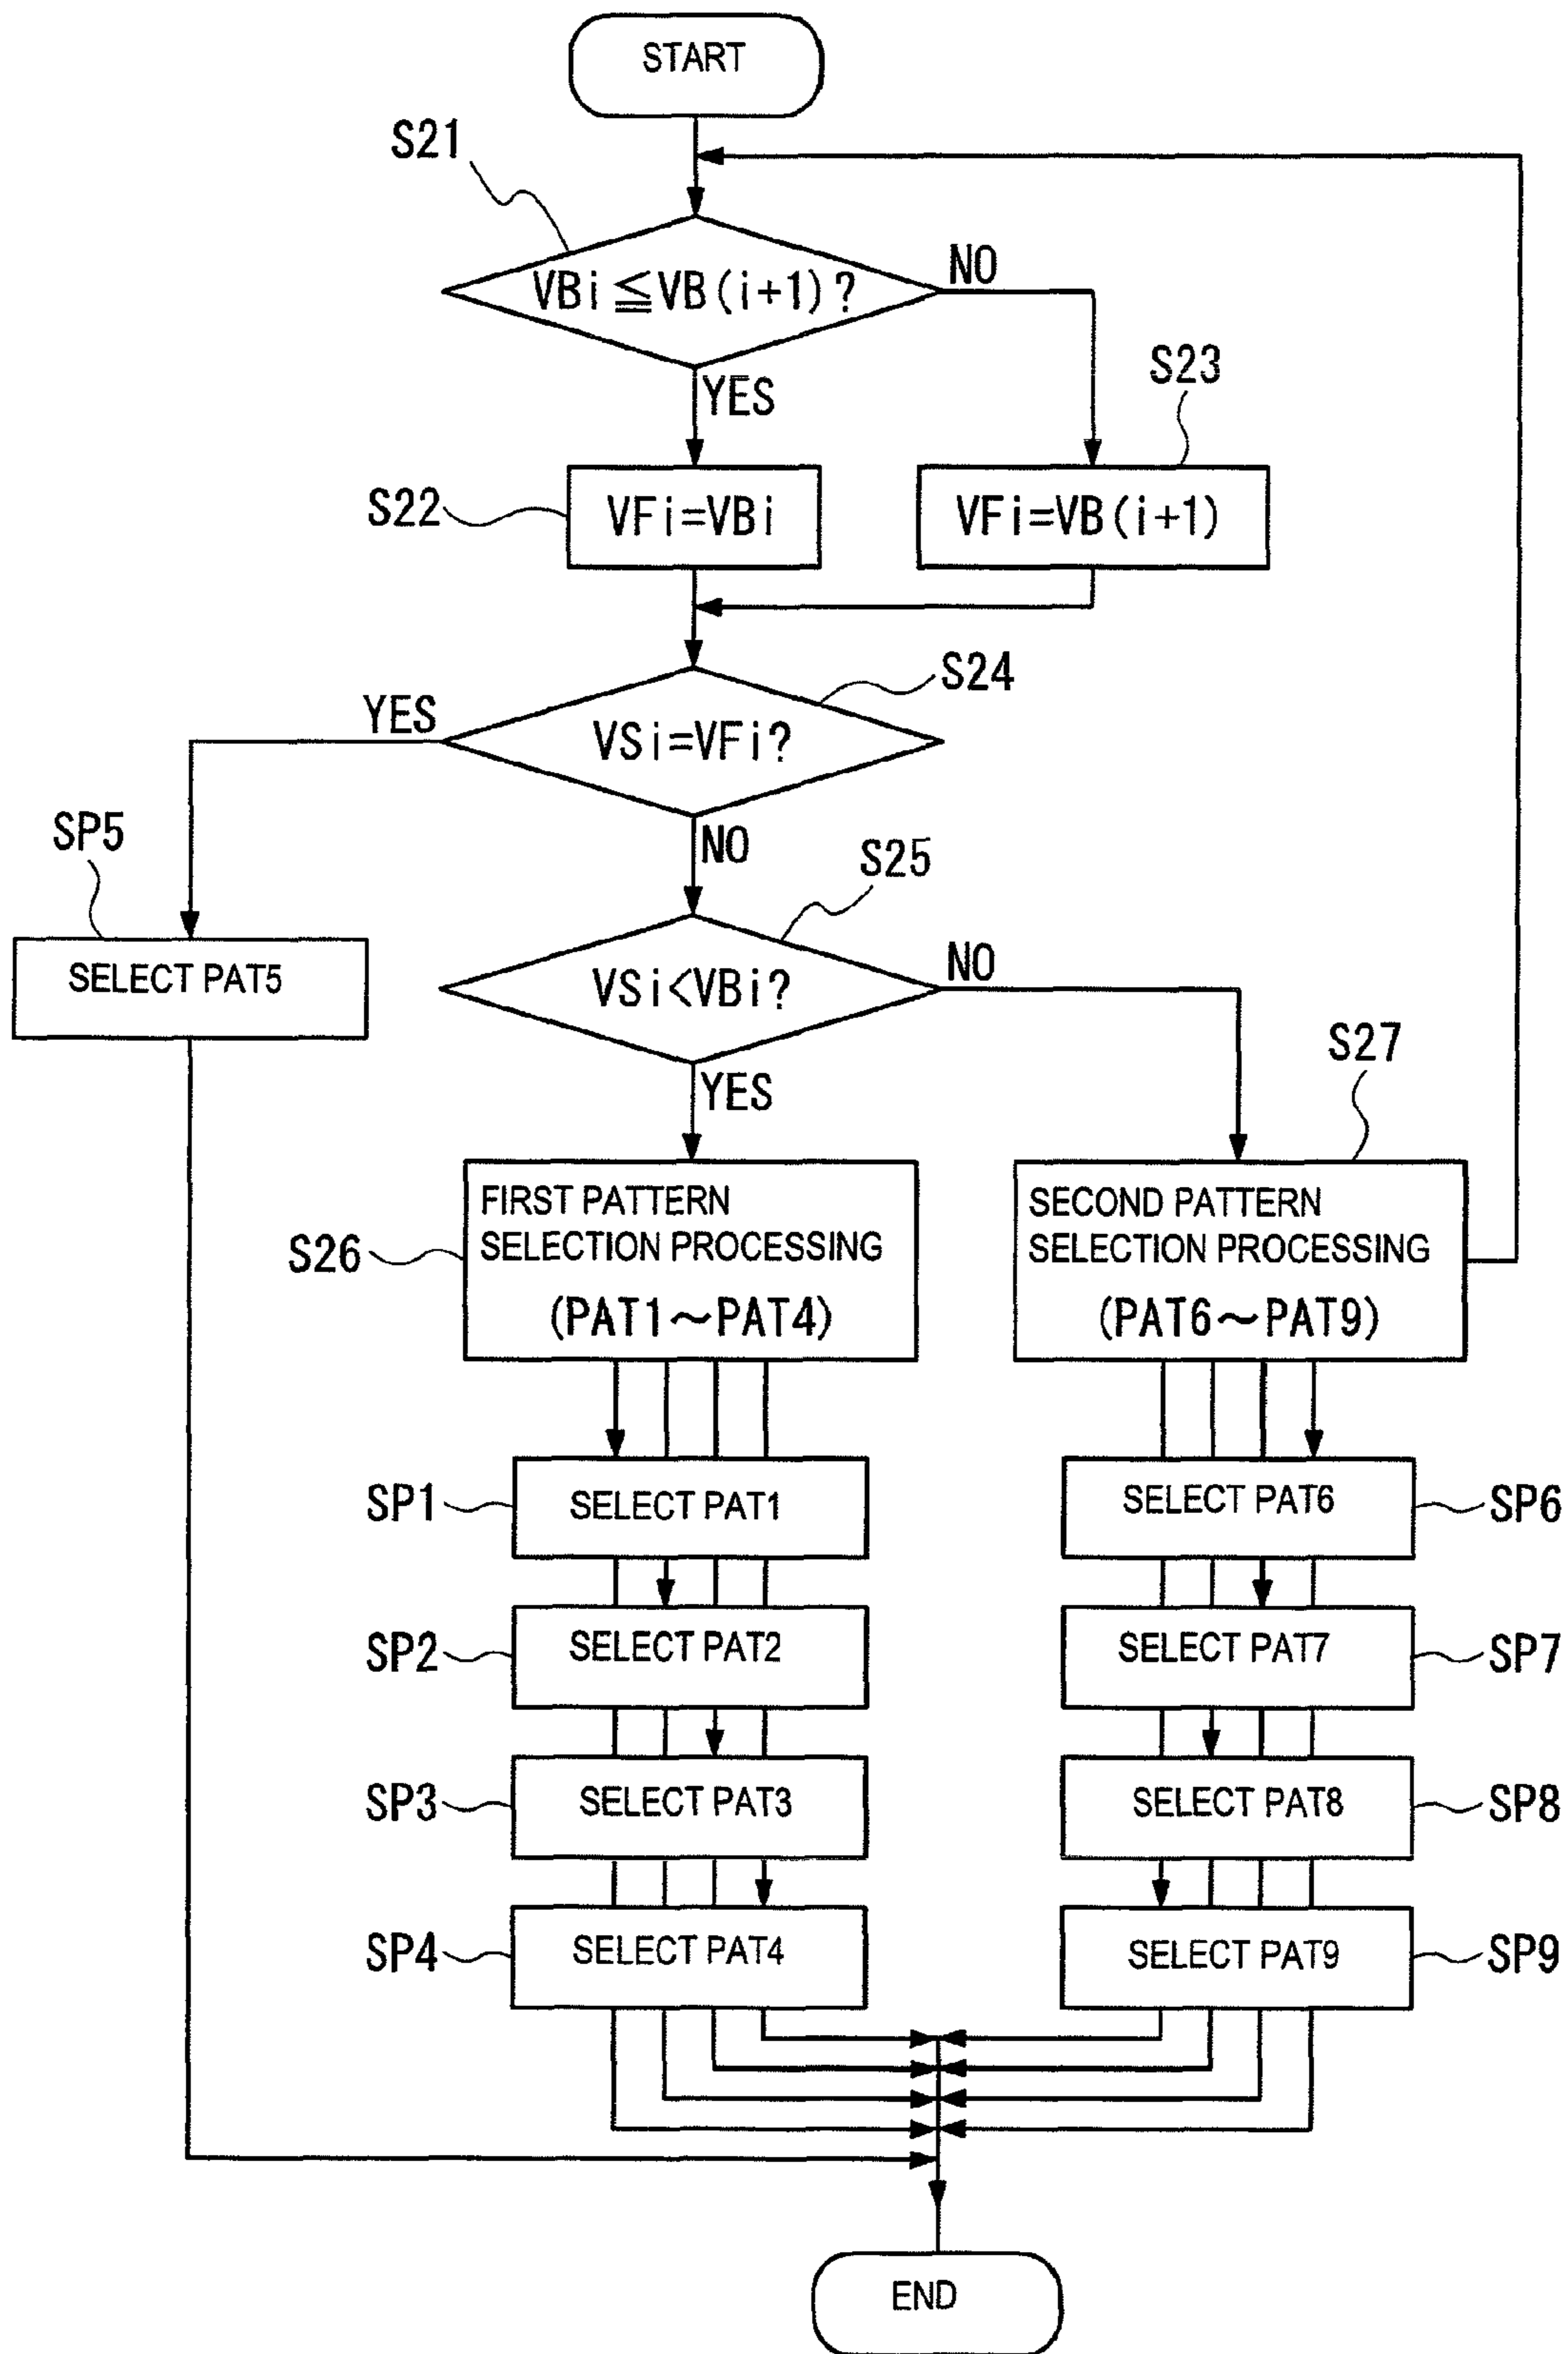 START
S21
VBi≦VB(i+1)?
NO
YES
S23
S22
VFi=VBi
VFi=VB(i+1)
S24
YES
VSi=VFi?
SP5
NO
S25
SELECT PAT5
VSi<VBi?
NO
S27
YES
FIRST PATTERN
SELECTION PROCESSING
(PAT1～PAT4)
S26
SECOND PATTERN
SELECTION PROCESSING
(PAT6～PAT9)
SP1
SELECT PAT1
SELECT PAT6
SP6
SP2
SELECT PAT2
SELECT PAT7
SP7
SP3
SELECT PAT3
SELECT PAT8
SP8
SP4
SELECT PAT4
SELECT PAT9
SP9
END